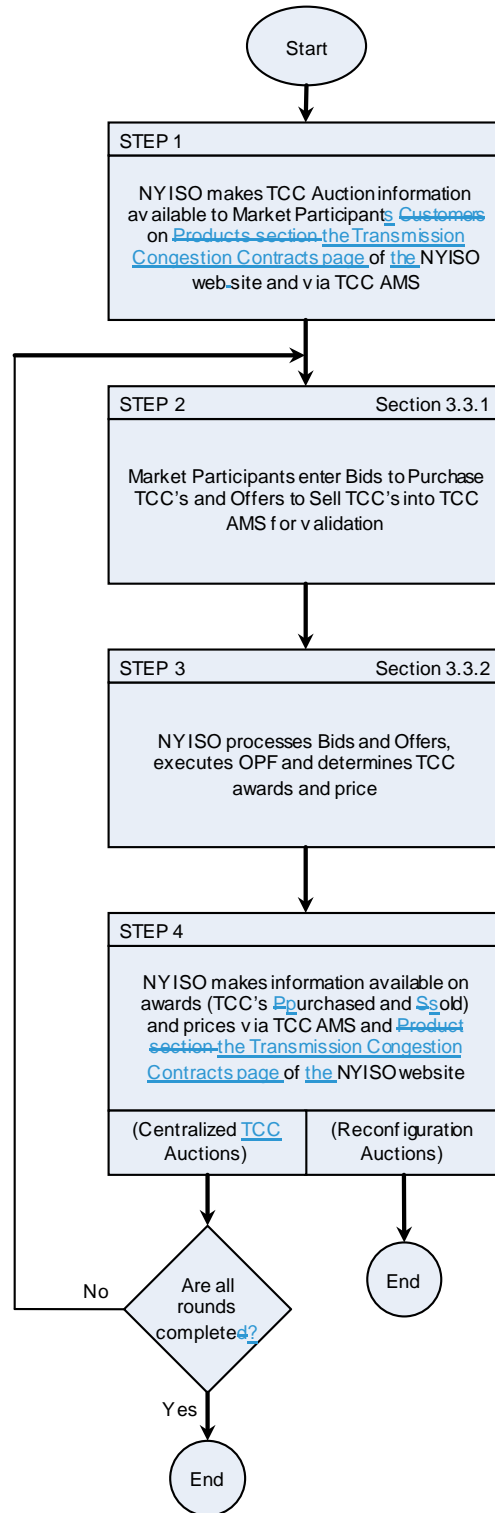 Start
STEP 1
NYISO makes TCC Auction information
available to Market Participants Customers
on Products section the Transmission
Congestion Contracts page of the NYISO
web-site and via TCC AMS
STEP 2 Section 3.3.1
Market Participants enter Bids to Purchase
TCC's and Offers to Sell TCC's into TCC
AMS for validation
STEP 3 Section 3.3.2
NYISO processes Bids and Offers,
executes OPF and determines TCC
awards and price
STEP 4
NYISO makes information available on
awards (TCC's Ppurchased and Ssold)
and prices via TCC AMS and Product
section the Transmission Congestion
Contracts page of the NYISO website
(Centralized TCC
Auctions)
(Reconfiguration
Auctions)
No
Are all
rounds
completed?
End
Yes
End